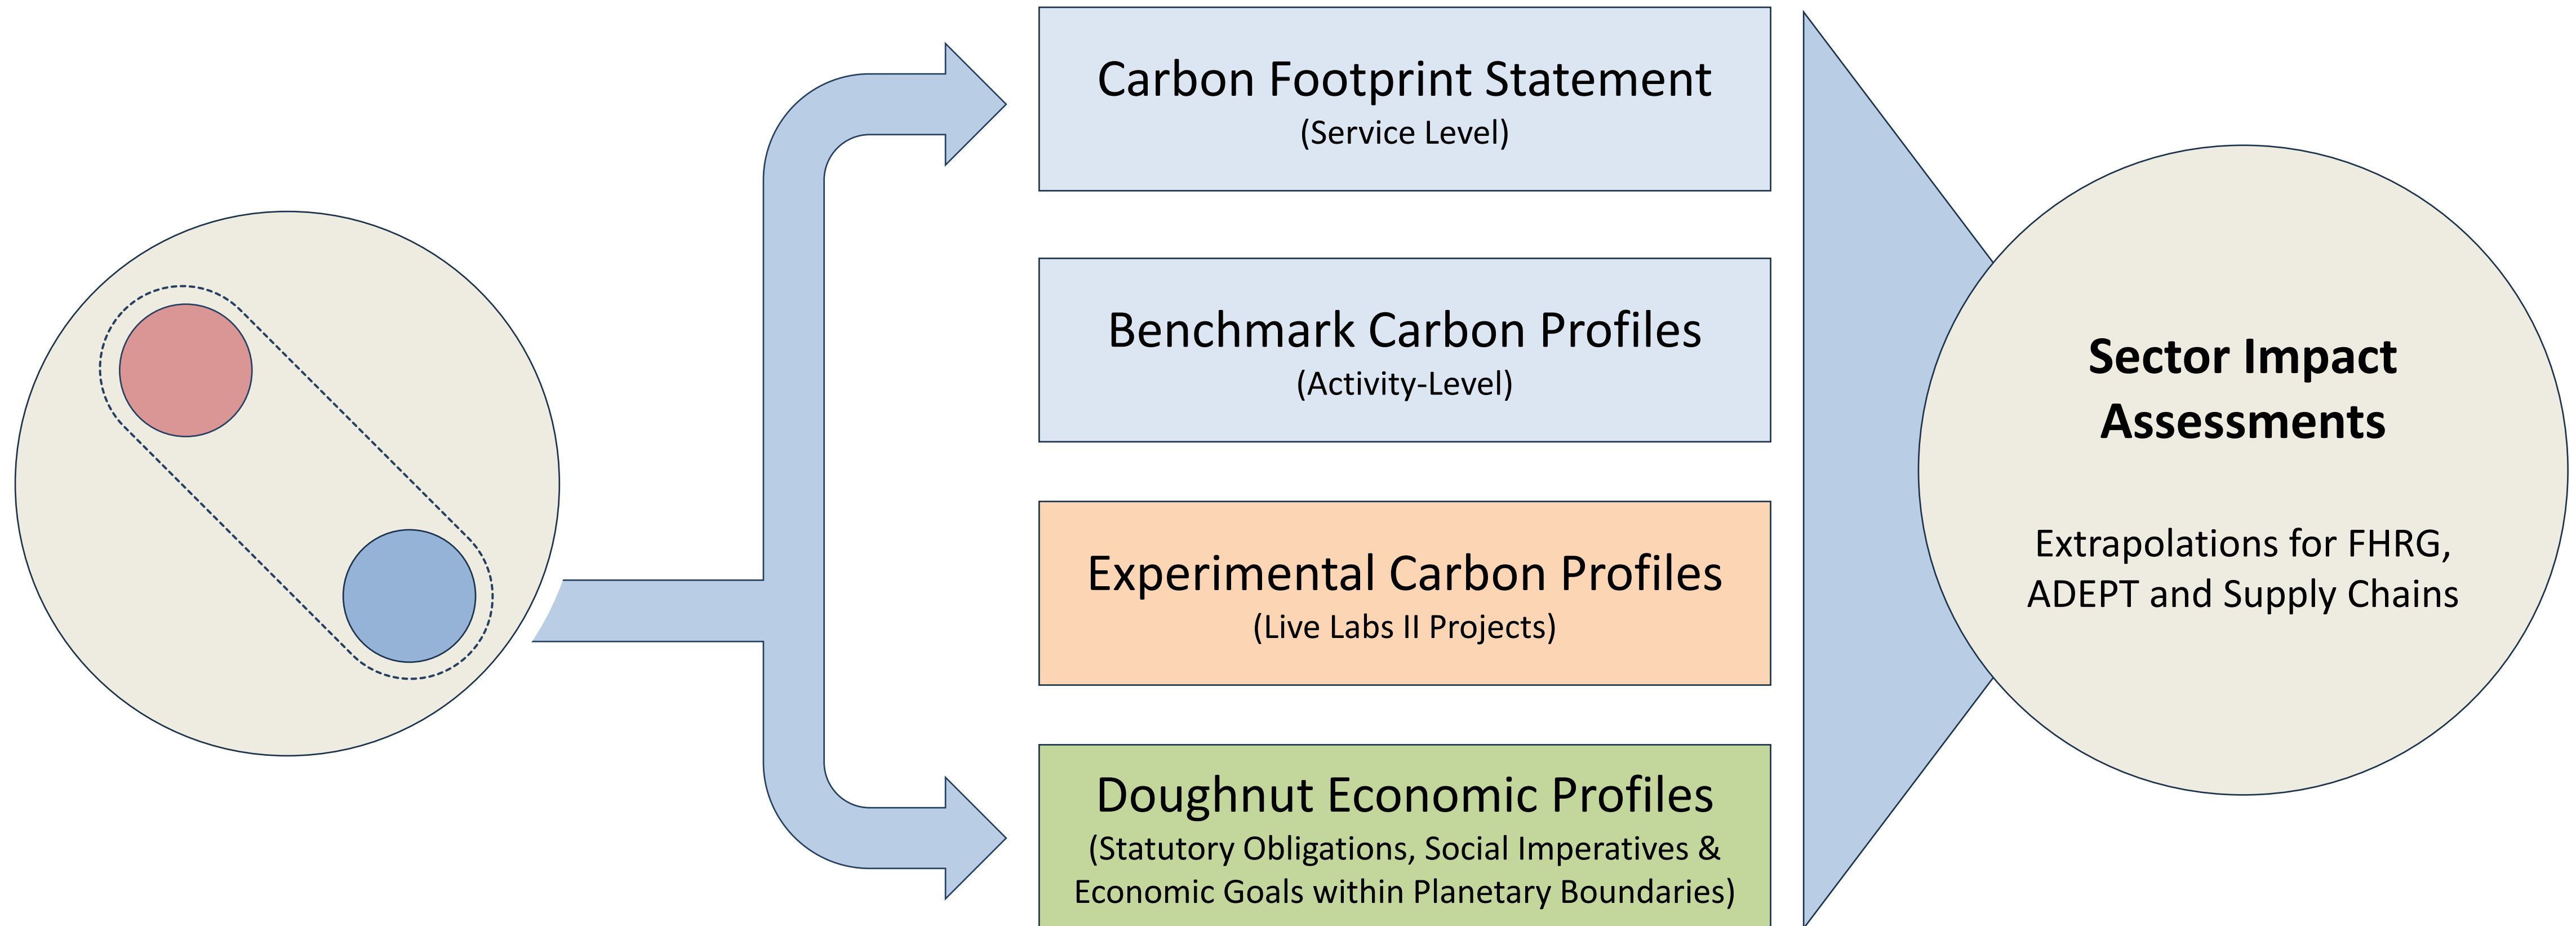 Carbon Footprint Statement
(Service Level)
Benchmark Carbon Profiles
(Activity-Level)
Experimental Carbon Profiles
(Live Labs II Projects)
Doughnut Economic Profiles
(Statutory Obligations, Social Imperatives &
Economic Goals within Planetary Boundaries)
Sector Impact
Assessments
Extrapolations for FHRG,
ADEPT and Supply Chains